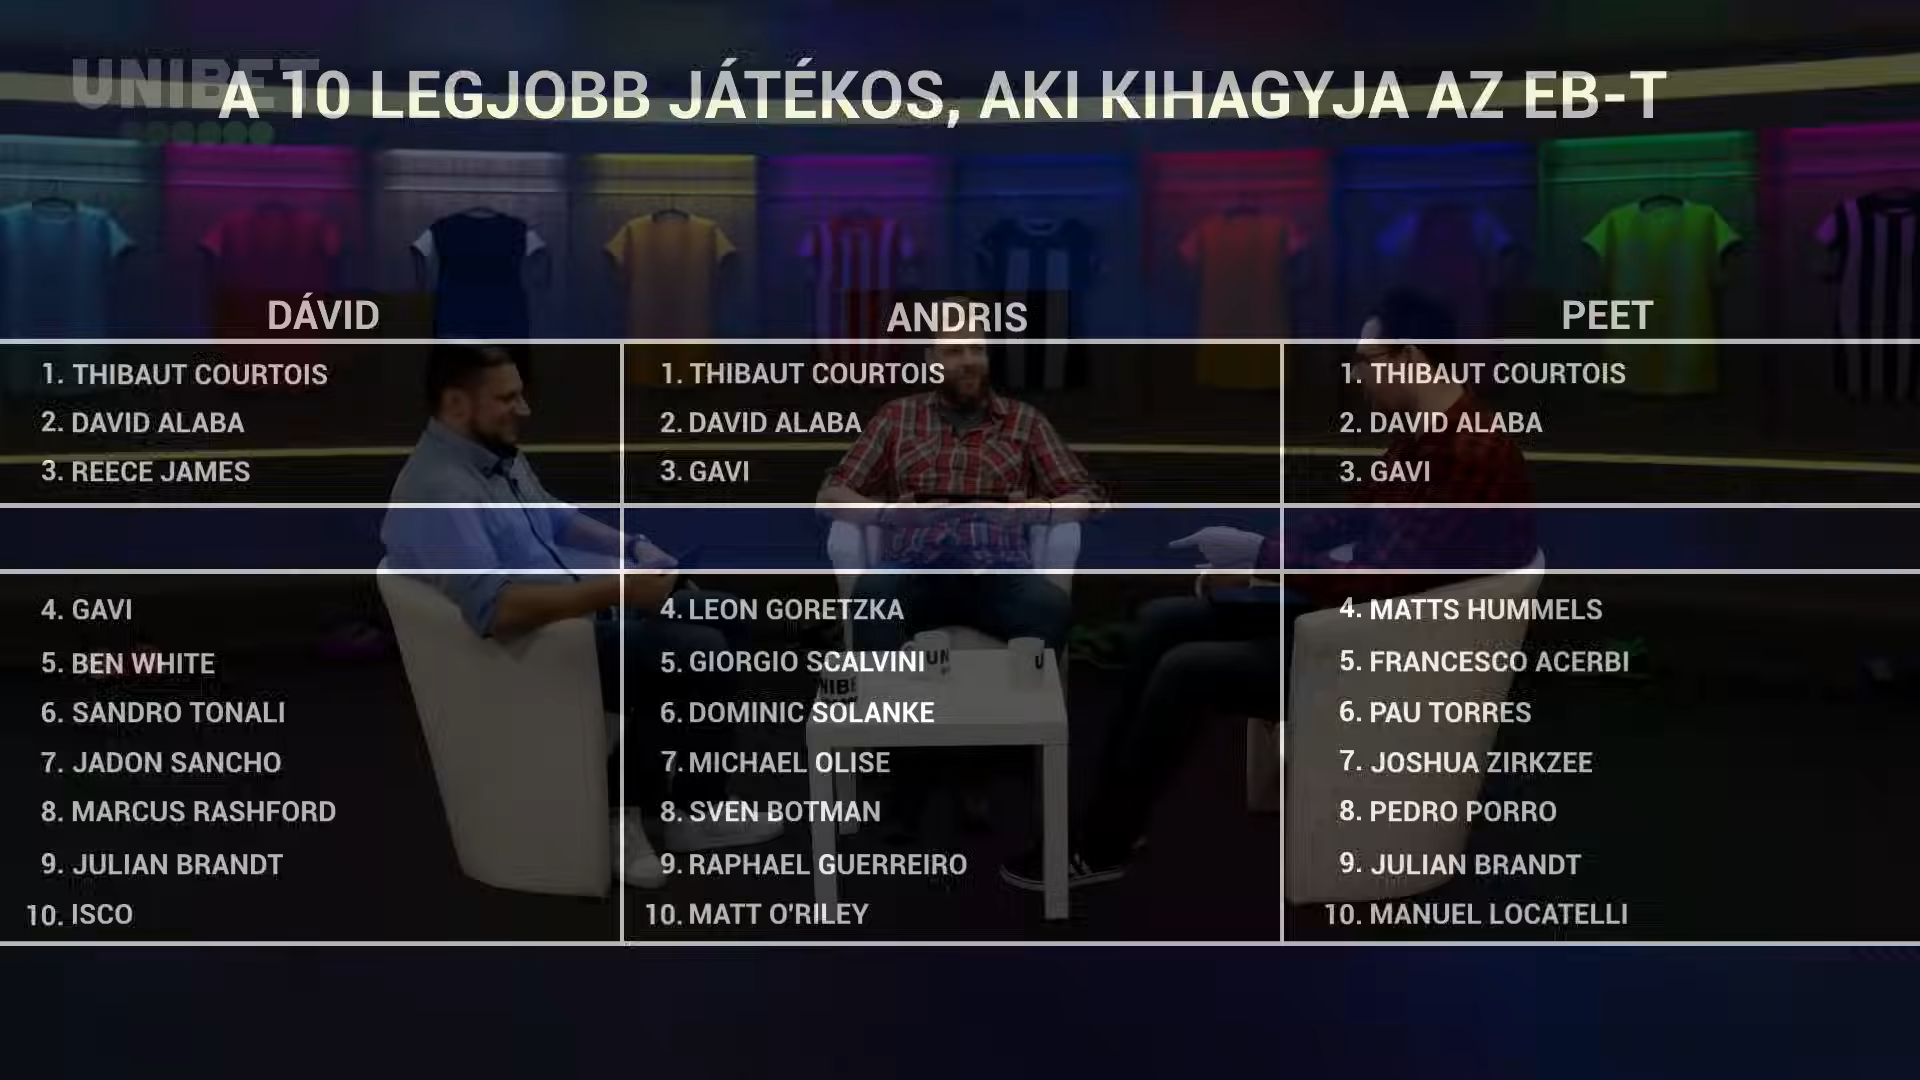 UNIBET
A 10 LEGJOBB JÁTÉKOS, AKI KIHAGYJA AZ EB-T
DÁVID
1. THIBAUT COURTOIS
2. DAVID ALABA
3. REECE JAMES
4. GAVI
5. BEN WHITE
6. SANDRO TONALI
7. JADON SANCHO
8. MARCUS RASHFORD
9. JULIAN BRANDT
10. ISCO
ANDRIS
1. THIBAUT COURTOIS
2. DAVID ALABA
3. GAVI
4. LEON GORETZKA
5. GIORGIO SCALVINI
6. DOMINIC SOLANKE
7. MICHAEL OLISE
8. SVEN BOTMAN
9. RAPHAEL GUERREIRO
10. MATT O'RILEY
PEET
1. THIBAUT COURTOIS
2. DAVID ALABA
3. GAVI
4. MATTS HUMMELS
5. FRANCESCO ACERBI
6. PAU TORRES
7. JOSHUA ZIRKZEE
8. PEDRO PORRO
9. JULIAN BRANDT
10. MANUEL LOCATELLI